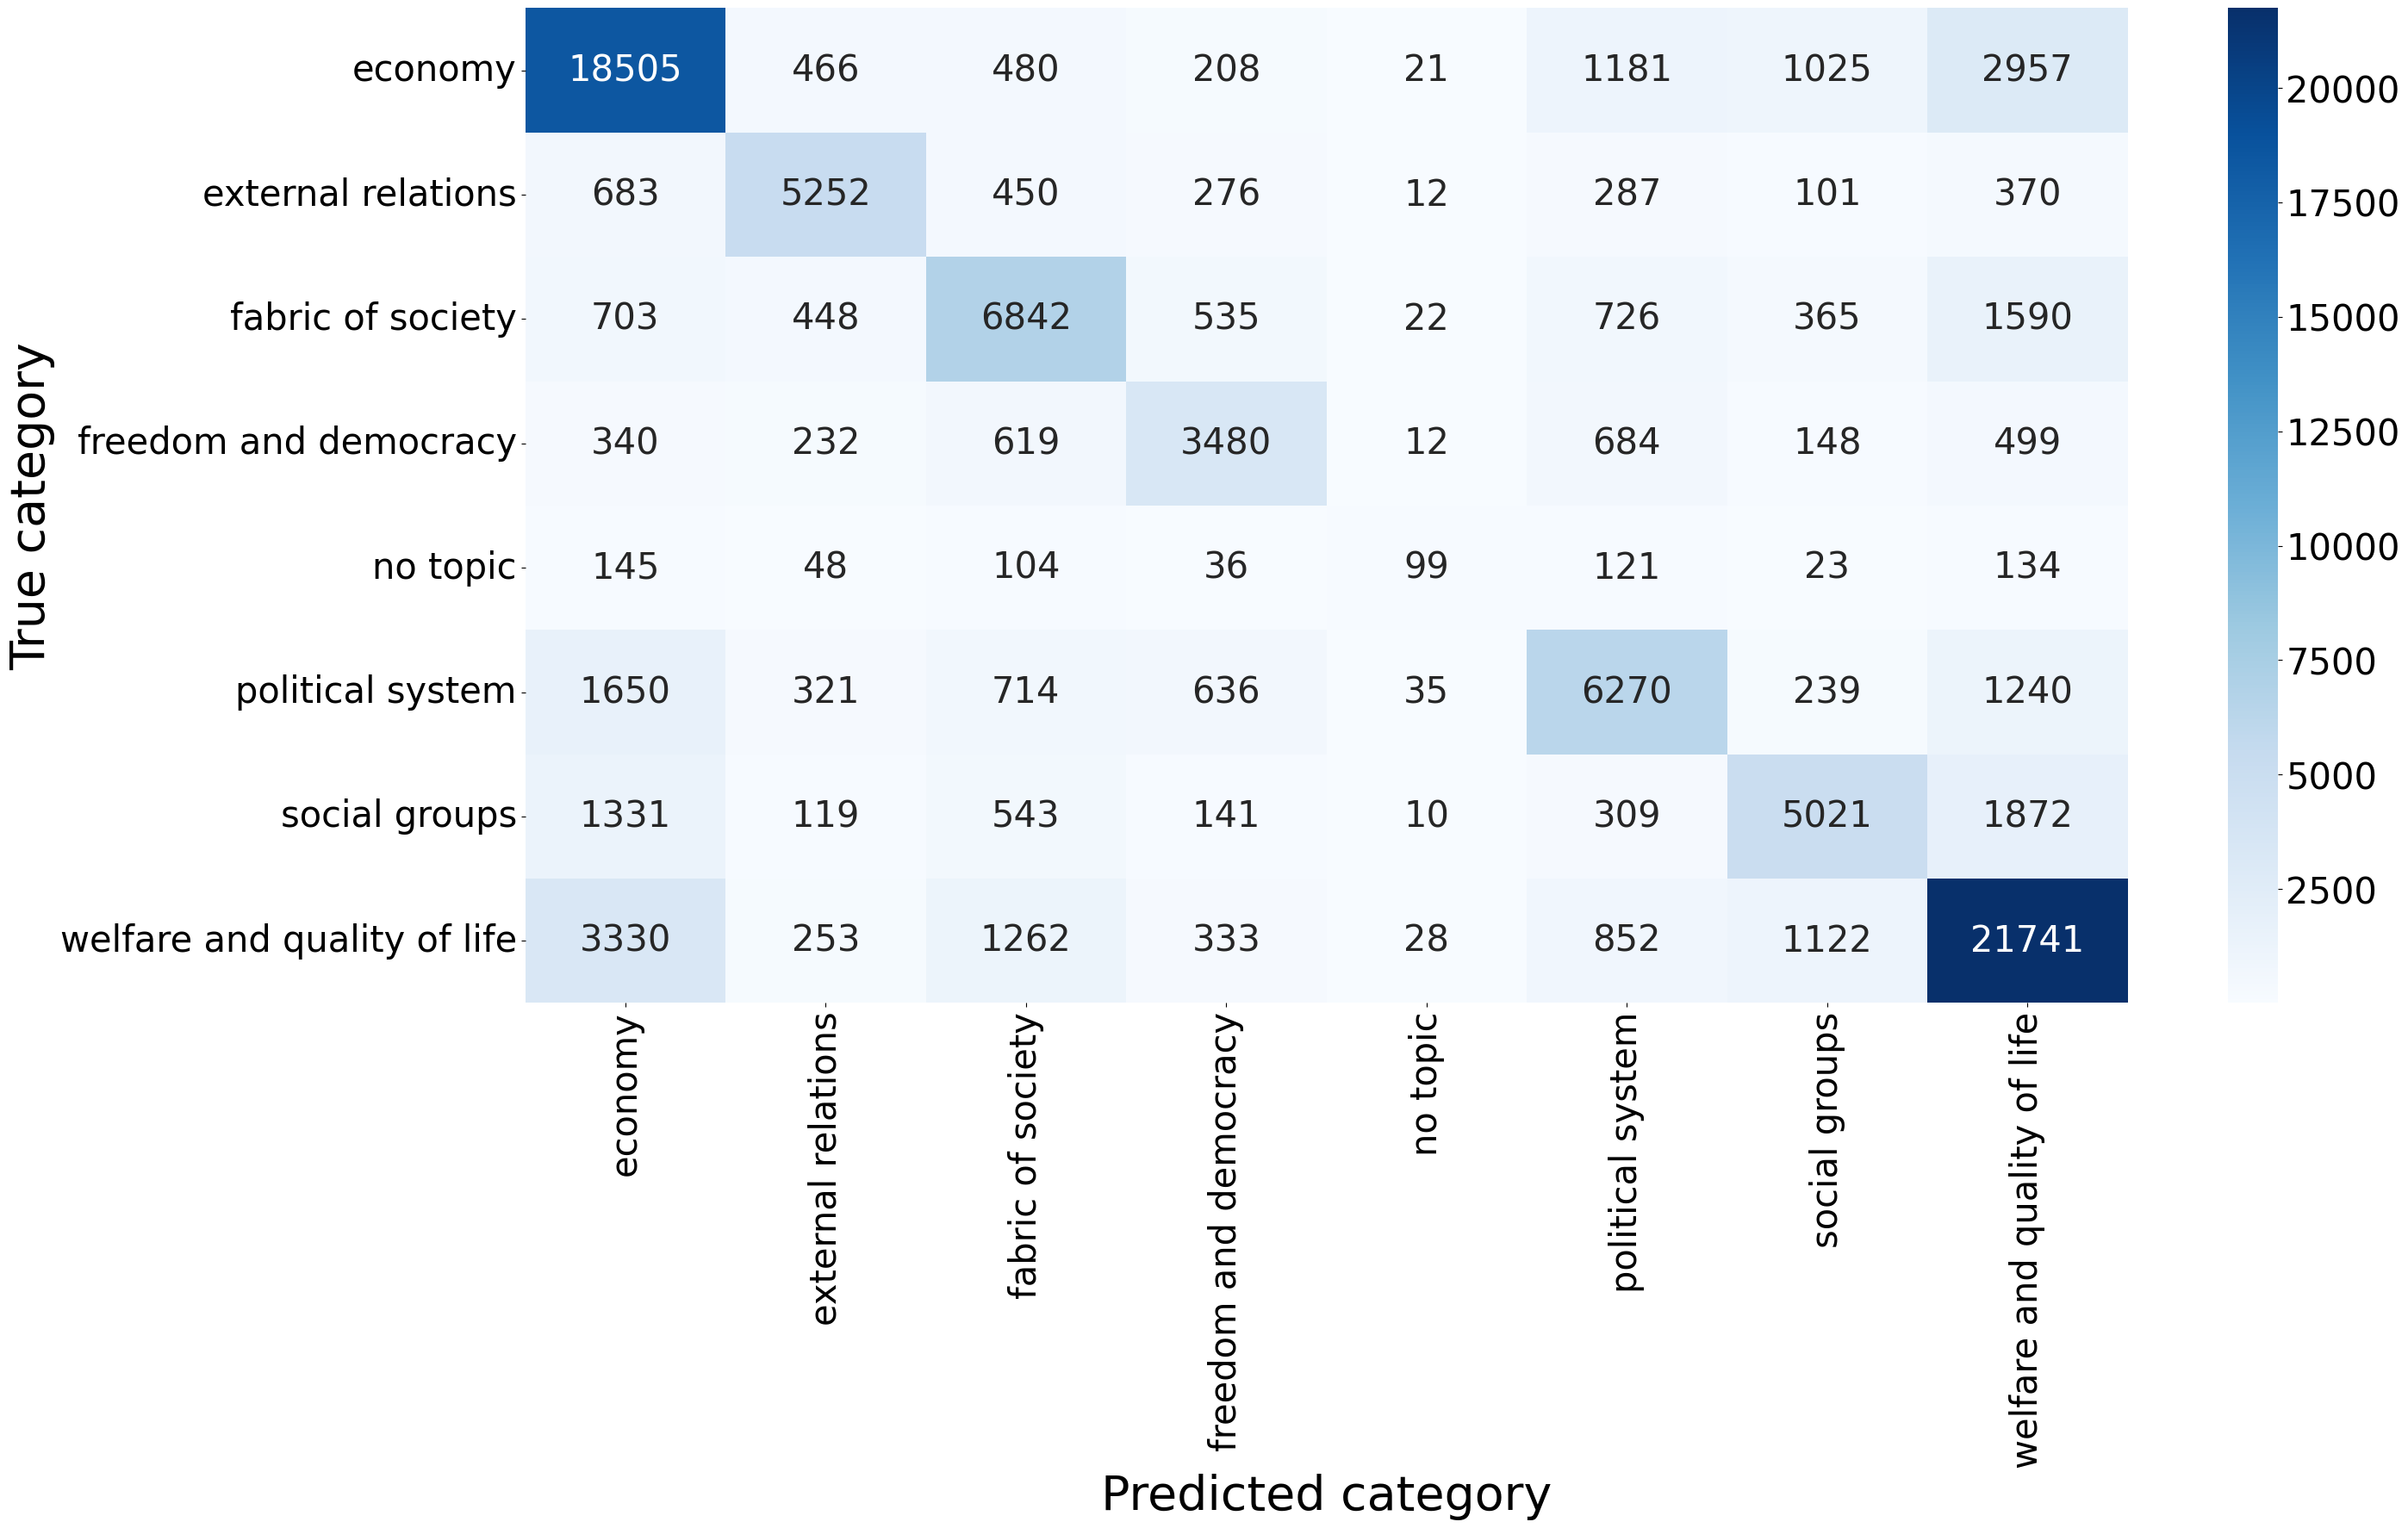 economy 18505 466 480 208 21 1181 1025 2957
external relations 683 5252 450 276 12 287 101 370
fabric of society 703 448 6842 535 22 726 365 1590
freedom and democracy 340 232 619 3480 12 684 148 499
no topic 145 48 104 36 99 121 23 134
political system 1650 321 714 636 35 6270 239 1240
social groups 1331 119 543 141 10 309 5021 1872
welfare and quality of life 3330 253 1262 333 28 852 1122 21741
True category
economy
external relations
fabric of society
freedom and democracy
no topic
political system
social groups
welfare and quality of life
Predicted category
20000
17500
15000
12500
10000
7500
5000
2500